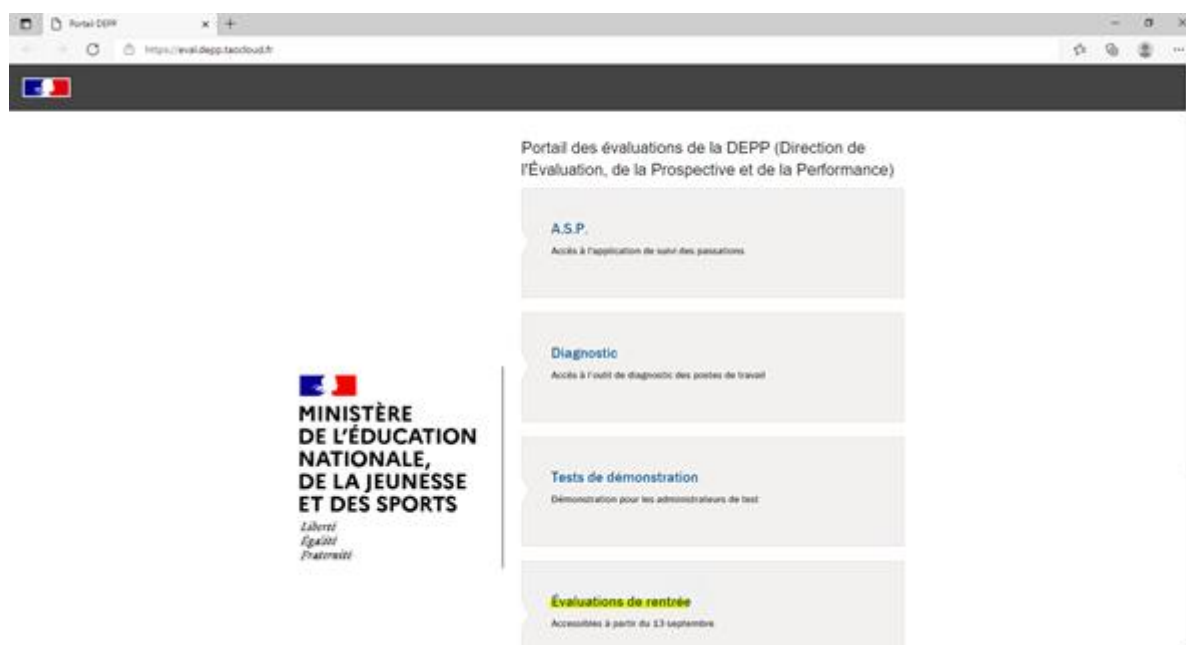 Portail DEPP
https://eval.depp.taocloud.fr
Portail des évaluations de la DEPP (Direction de
l'Évaluation, de la Prospective et de la Performance)
A.S.P.
Accès à l'application de suivi des passations
Diagnostic
Accès à l'outil de diagnostic des postes de travail
MINISTÈRE
DE L'ÉDUCATION
NATIONALE,
DE LA JEUNESSE
ET DES SPORTS
Liberté
Égalité
Fraternité
Tests de démonstration
Démonstration pour les administrateurs de test
Évaluations de rentrée
Accessibles à partir du 13 septembre